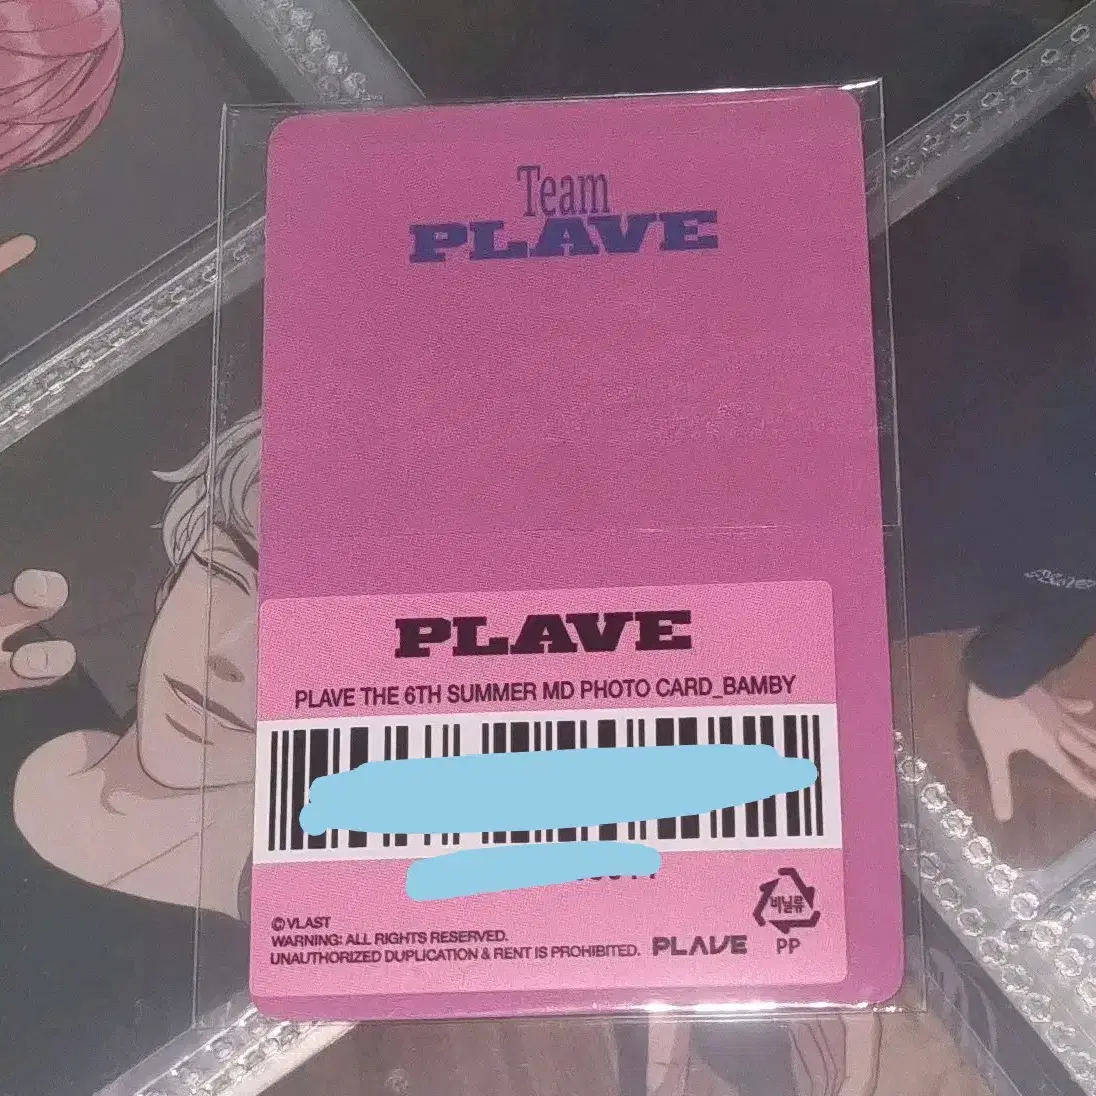 Team
PLAVE
PLAVE
PLAVE THE 6TH SUMMER MD PHOTO CARD_BAMBY
© VLAST
WARNING: ALL RIGHTS RESERVED.
UNAUTHORIZED DUPLICATION & RENT IS PROHIBITED.
PLAVE
비닐류
PP